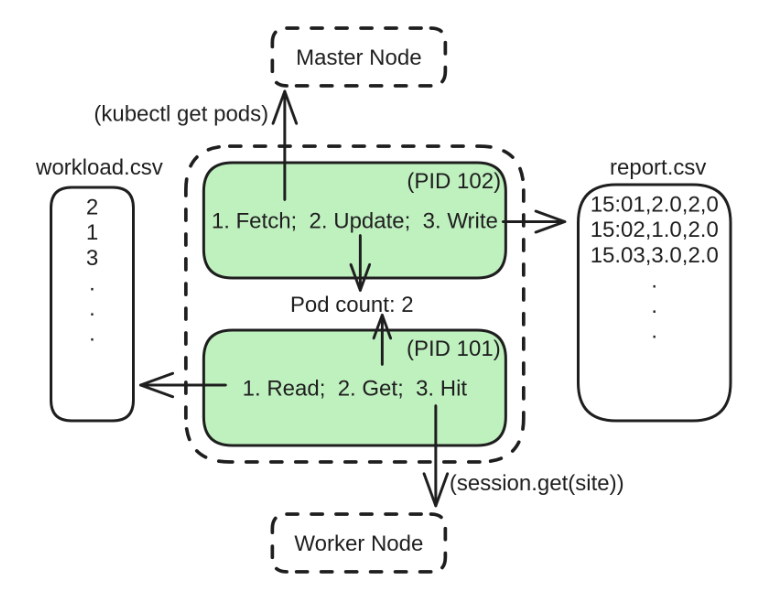 Master Node
(kubectl get pods)
workload.csv
2
1
3
.
.
.
(PID 102)
1. Fetch;  2. Update;  3. Write
Pod count: 2
(PID 101)
1. Read;  2. Get;  3. Hit
report.csv
15:01,2.0,2,0
15:02,1.0,2.0
15.03,3.0,2.0
.
.
.
(session.get(site))
Worker Node